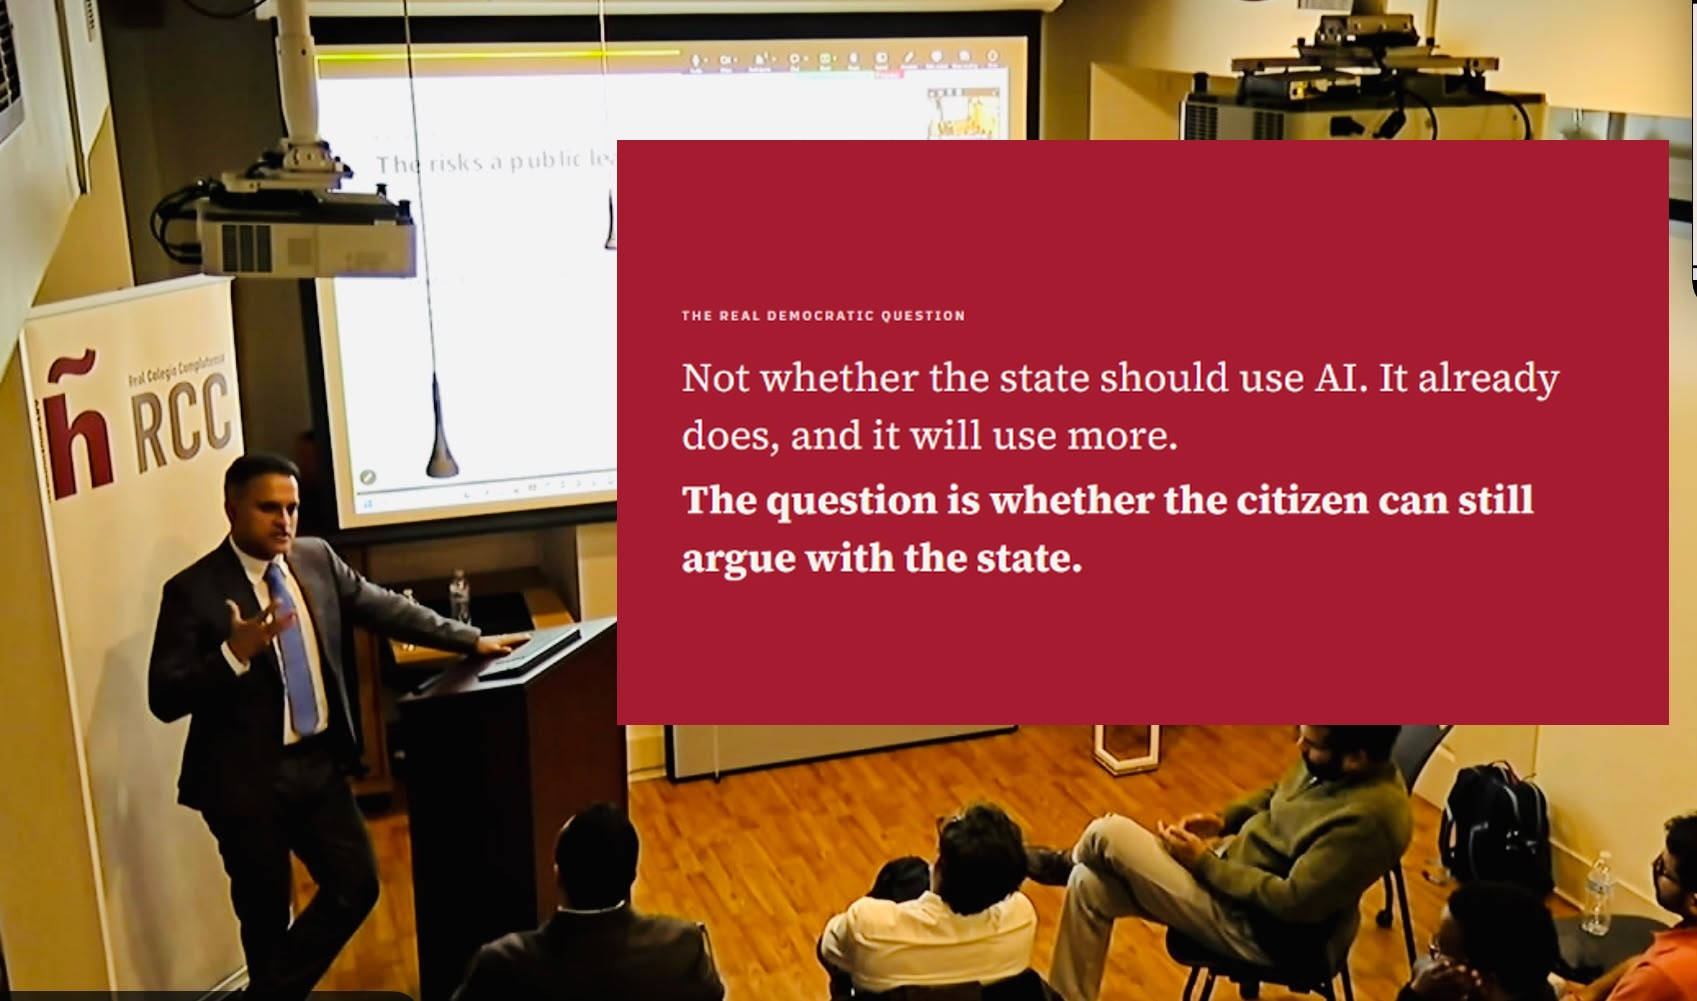 The risks a public
Real Colegio Complutense
RCC
THE REAL DEMOCRATIC QUESTION
Not whether the state should use AI. It already
does, and it will use more.
The question is whether the citizen can still
argue with the state.